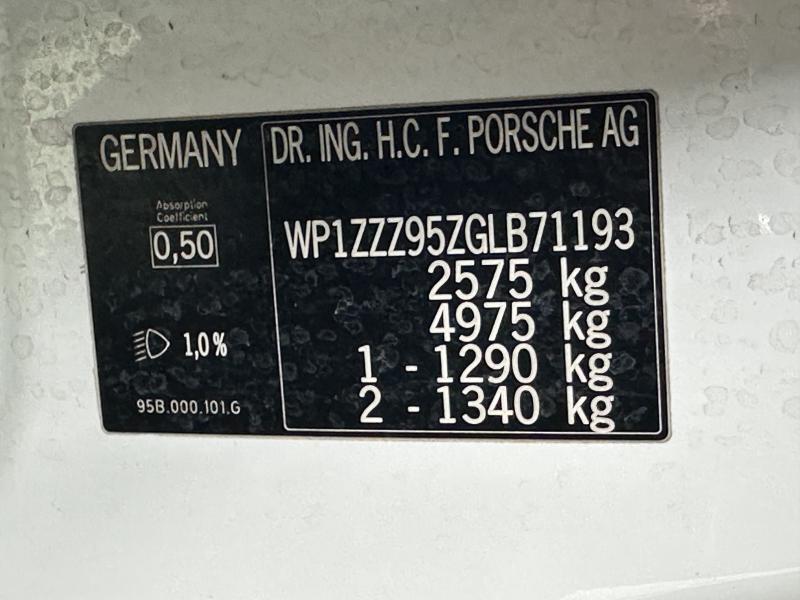 GERMANY
Absorption
Coefficient
0,50
1,0%
95B.000.101.G
DR. ING. H.C. F. PORSCHE AG
WP1ZZZ95ZGLB71193
2575 kg
4975 kg
1 - 1290 kg
2 - 1340 kg